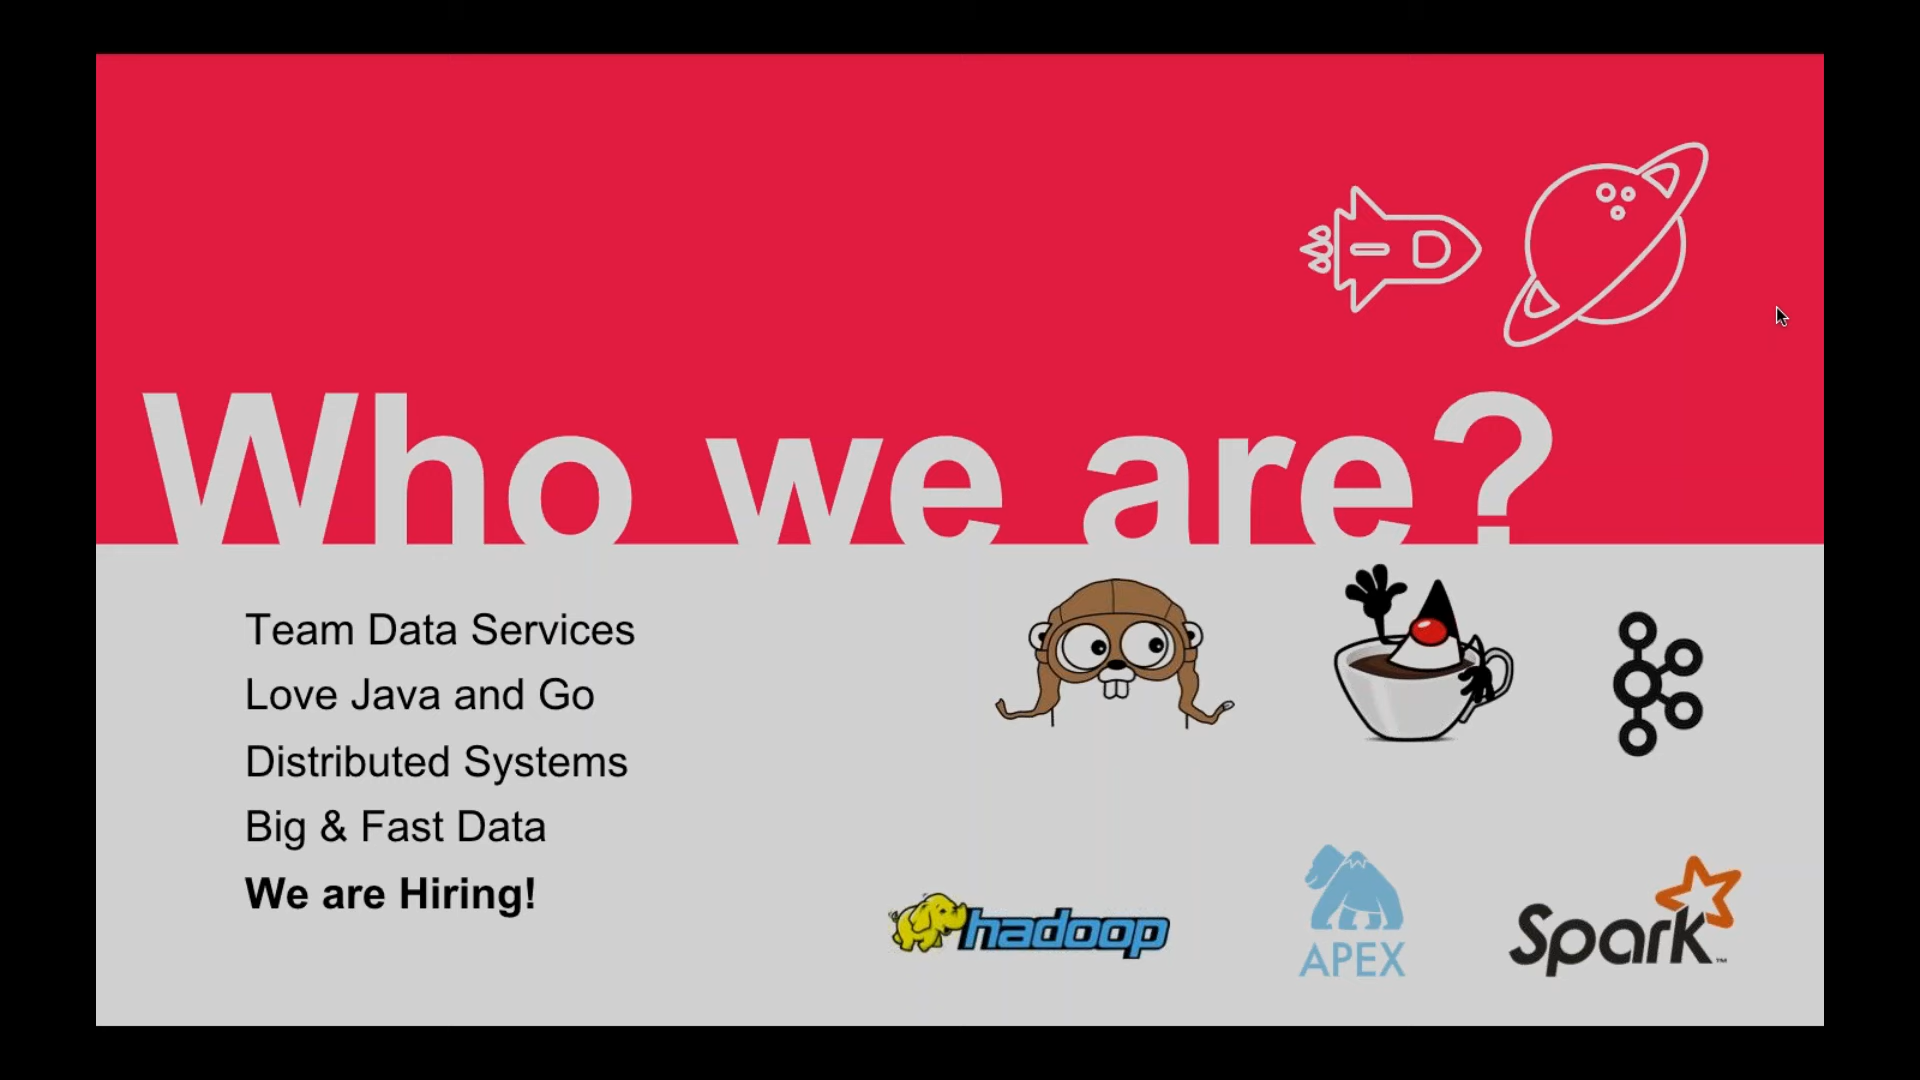 Who we are?
Team Data Services
Love Java and Go
Distributed Systems
Big & Fast Data
We are Hiring!
hadoop
APEX
Spark™